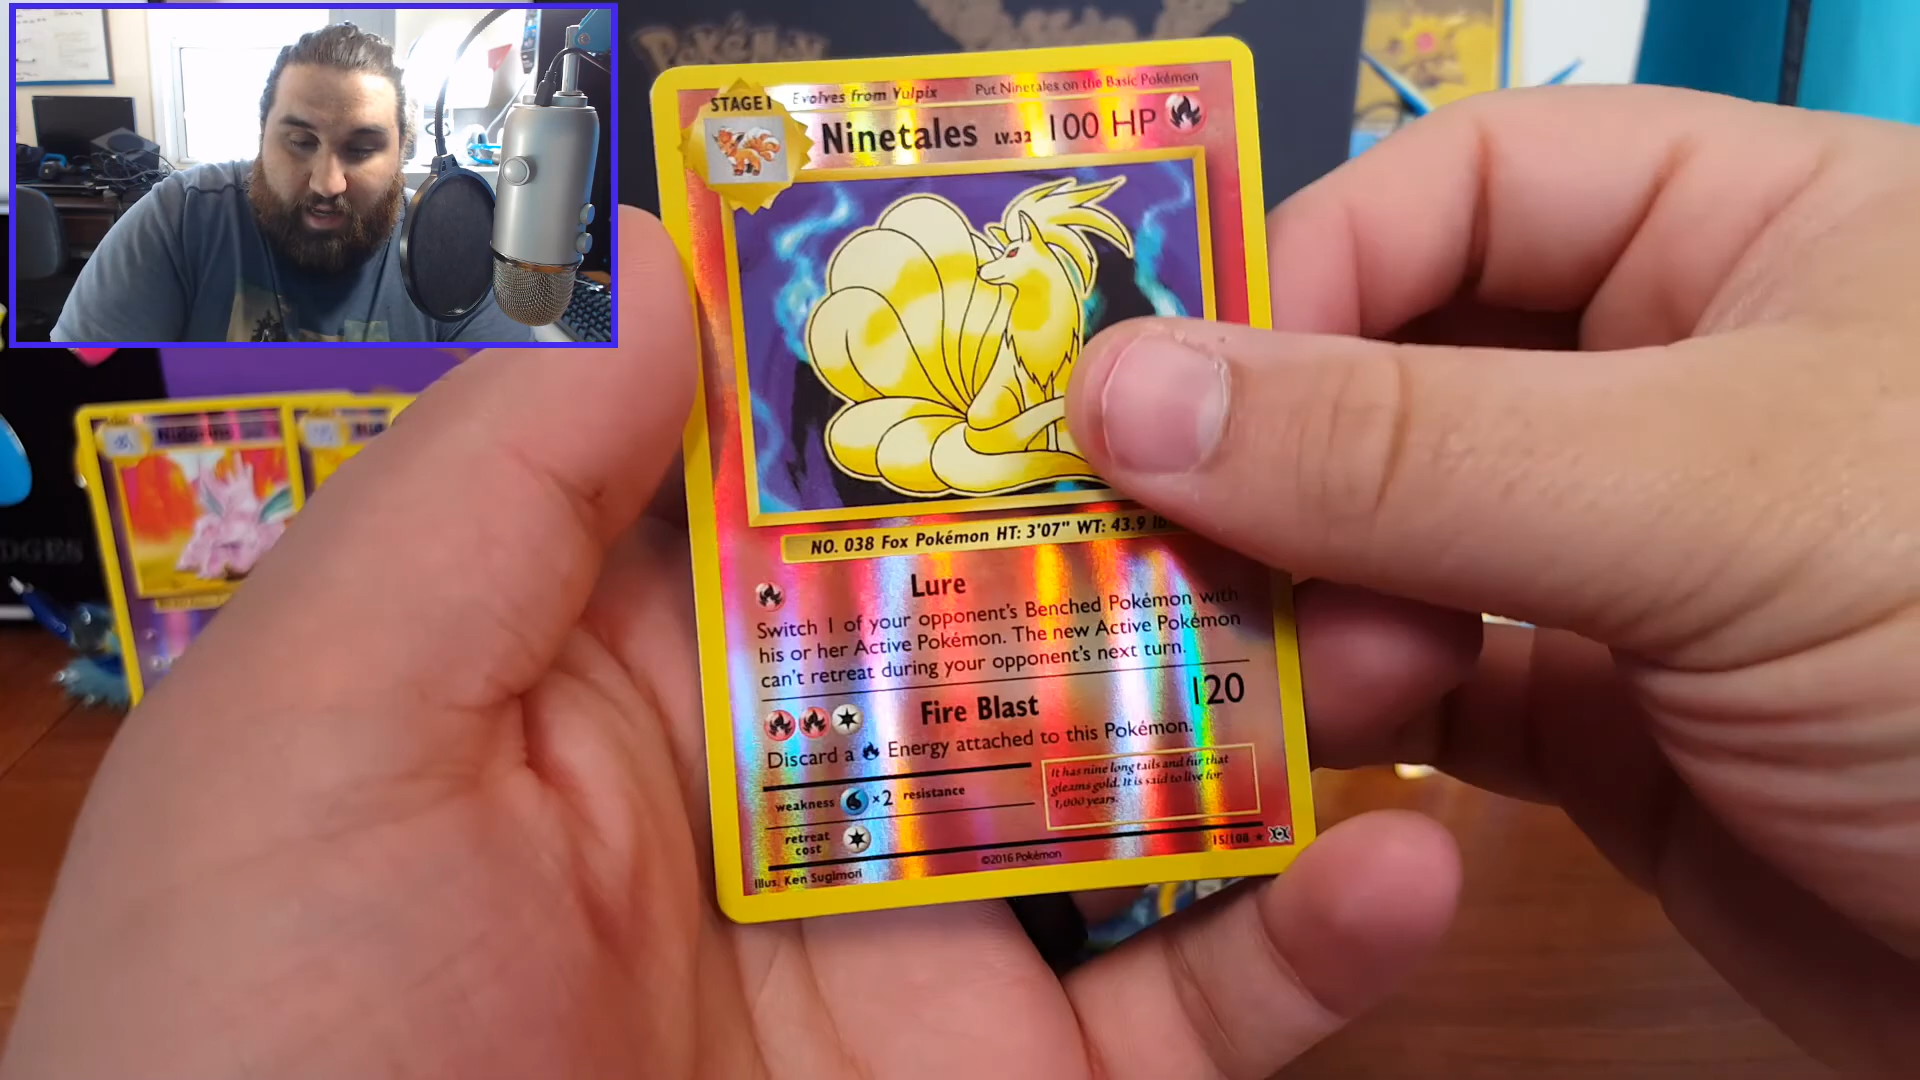 Pokémon
STAGE 1
Evolves from Vulpix
Put Ninetales on the Basic Pokémon
Ninetales LV.32 100 HP
NO. 038 Fox Pokémon HT: 3'07" WT: 43.9
Lure
Switch 1 of your opponent's Benched Pokémon with
his or her Active Pokémon. The new Active Pokémon
can't retreat during your opponent's next turn.
Fire Blast 120
Discard a Energy attached to this Pokémon.
weakness ×2 resistance
It has nine long tails and fur that
gleams gold. It is said to live for
1,000 years.
retreat
cost
15/108
©2016 Pokémon
Illus. Ken Sugimori